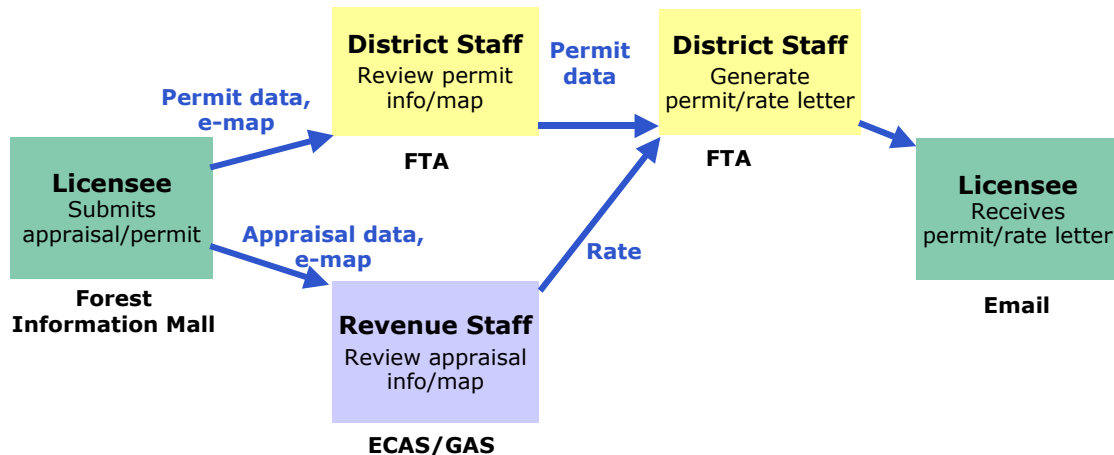 District Staff
Review permit
info/map
FTA
Permit
data
District Staff
Generate
permit/rate letter
FTA
Permit data,
e-map
Licensee
Submits
appraisal/permit
Forest
Information Mall
Appraisal data,
e-map
Revenue Staff
Review appraisal
info/map
ECAS/GAS
Rate
Licensee
Receives
permit/rate letter
Email